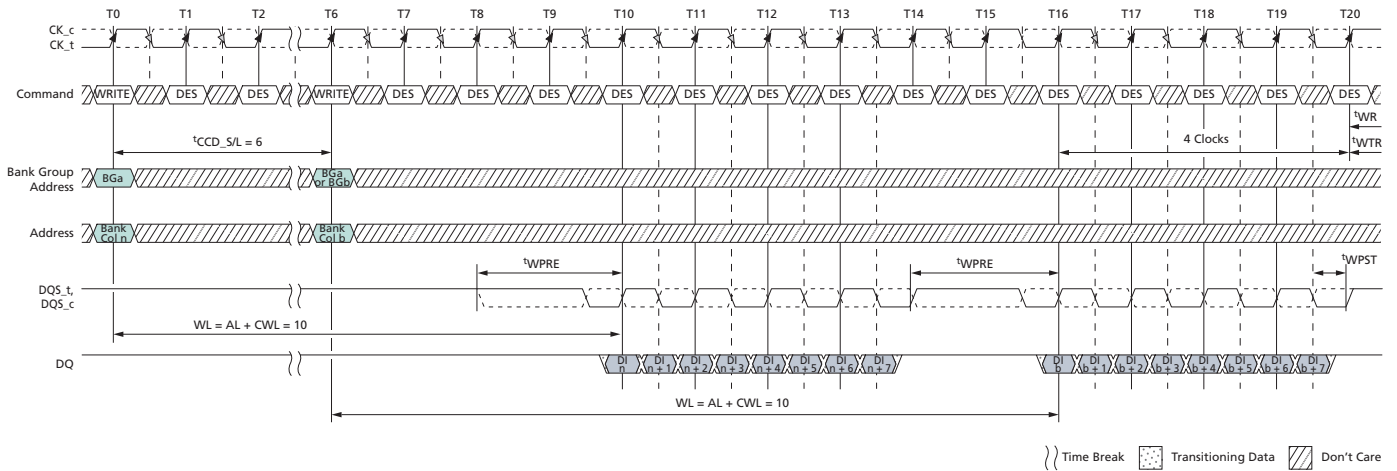 T0 T1 T2 T6 T7 T8 T9 T10 T11 T12 T13 T14 T15 T16 T17 T18 T19 T20
CK_c
CK_t
Command WRITE DES DES WRITE DES DES DES DES DES DES DES DES DES DES DES DES DES DES
tWR
tCCD_S/L = 6
4 Clocks
tWTR
Bank Group
Address
BGa
BGa
or BGb
Address
Bank
Col n
Bank
Col b
tWPRE
tWPRE
tWPST
DQS_t,
DQS_c
WL = AL + CWL = 10
DQ
DI
n
DI
n + 1
DI
n + 2
DI
n + 3
DI
n + 4
DI
n + 5
DI
n + 6
DI
n + 7
DI
b
DI
b + 1
DI
b + 2
DI
b + 3
DI
b + 4
DI
b + 5
DI
b + 6
DI
b + 7
WL = AL + CWL = 10
Time Break Transitioning Data Don't Care